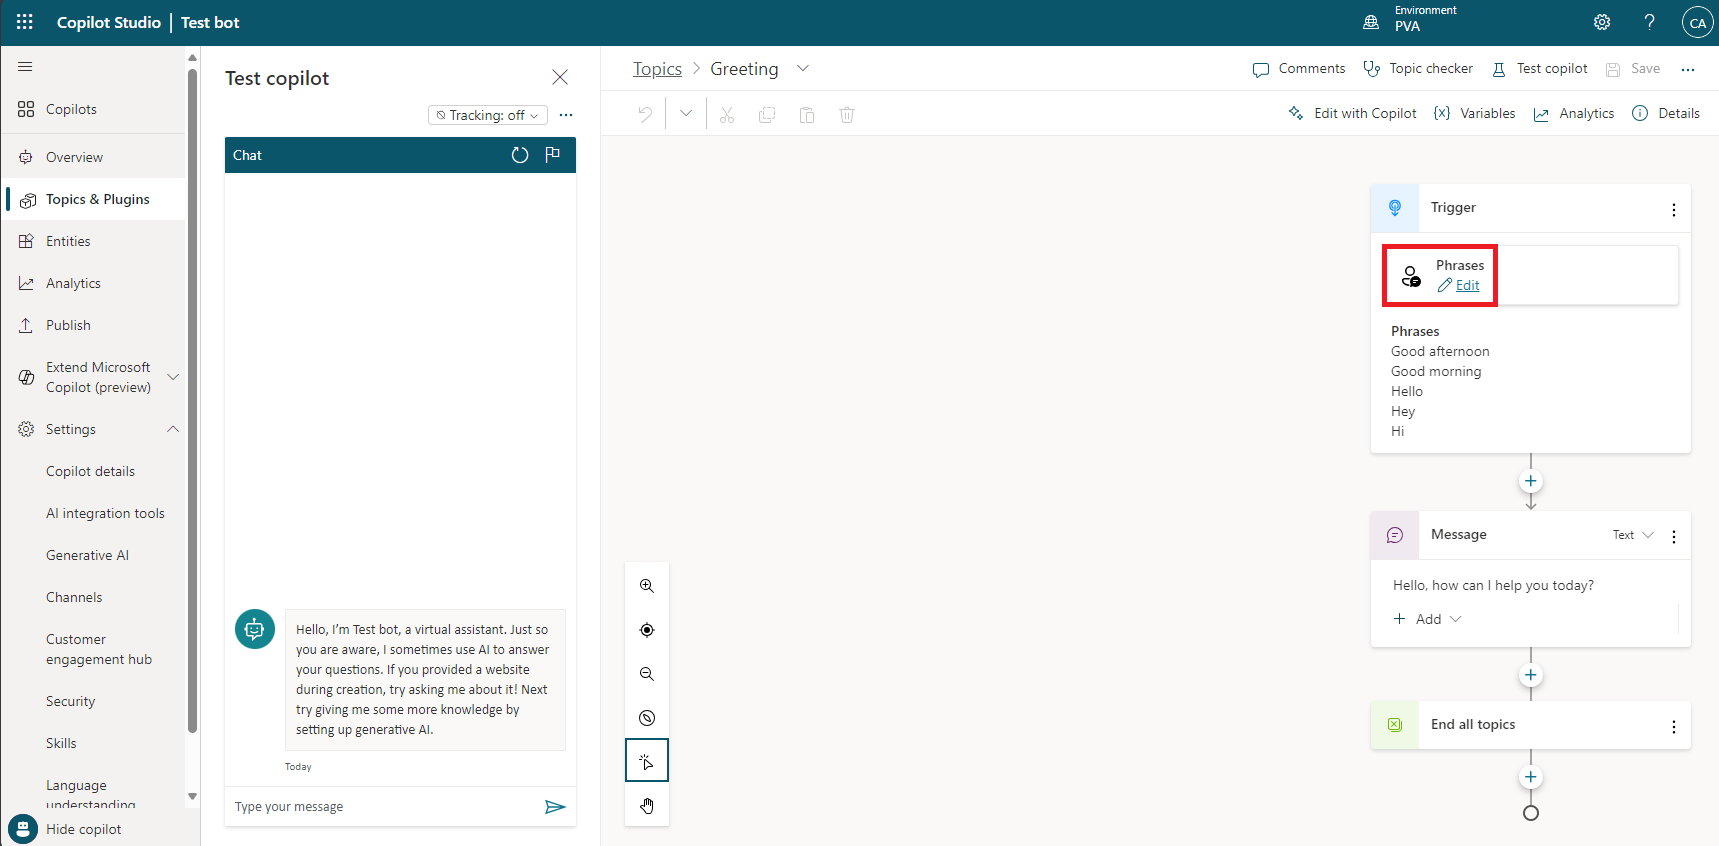 Copilot Studio | Test bot
Environment
PVA
?
CA
Copilots
Overview
Topics & Plugins
Entities
Analytics
Publish
Extend Microsoft
Copilot (preview)
Settings
Copilot details
AI integration tools
Generative AI
Channels
Customer
engagement hub
Security
Skills
Language
understanding
Hide copilot
Test copilot
Tracking: off
Chat
Hello, I'm Test bot, a virtual assistant. Just so
you are aware, I sometimes use AI to answer
your questions. If you provided a website
during creation, try asking me about it! Next
try giving me some more knowledge by
setting up generative AI.
Today
Type your message
Topics > Greeting
Comments
Topic checker
Test copilot
Save
Edit with Copilot
{x} Variables
Analytics
Details
Trigger
Phrases
Edit
Phrases
Good afternoon
Good morning
Hello
Hey
Hi
Message
Text
Hello, how can I help you today?
+ Add
End all topics